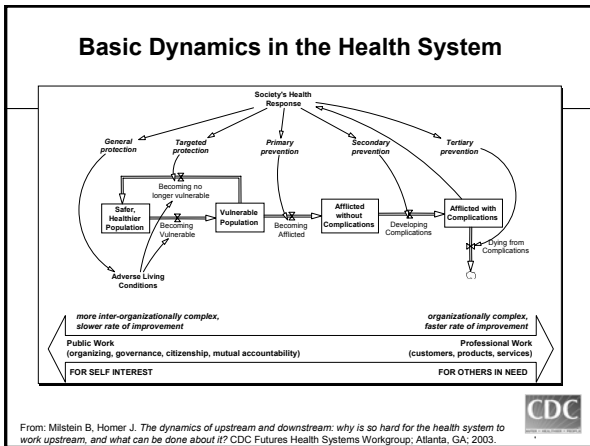 Basic Dynamics in the Health System
Society's Health
Response
General
protection
Targeted
protection
Primary
prevention
Secondary
prevention
Tertiary
prevention
Becoming no
longer vulnerable
Safer,
Healthier
Population
Becoming
Vulnerable
Vulnerable
Population
Becoming
Afflicted
Afflicted
without
Complications
Developing
Complications
Afflicted with
Complications
Dying from
Complications
Adverse Living
Conditions
more inter-organizationally complex,
slower rate of improvement
organizationally complex,
faster rate of improvement
Public Work
(organizing, governance, citizenship, mutual accountability)
Professional Work
(customers, products, services)
FOR SELF INTEREST
FOR OTHERS IN NEED
From: Milstein B, Homer J. The dynamics of upstream and downstream: why is so hard for the health system to
work upstream, and what can be done about it? CDC Futures Health Systems Workgroup; Atlanta, GA; 2003.
CDC